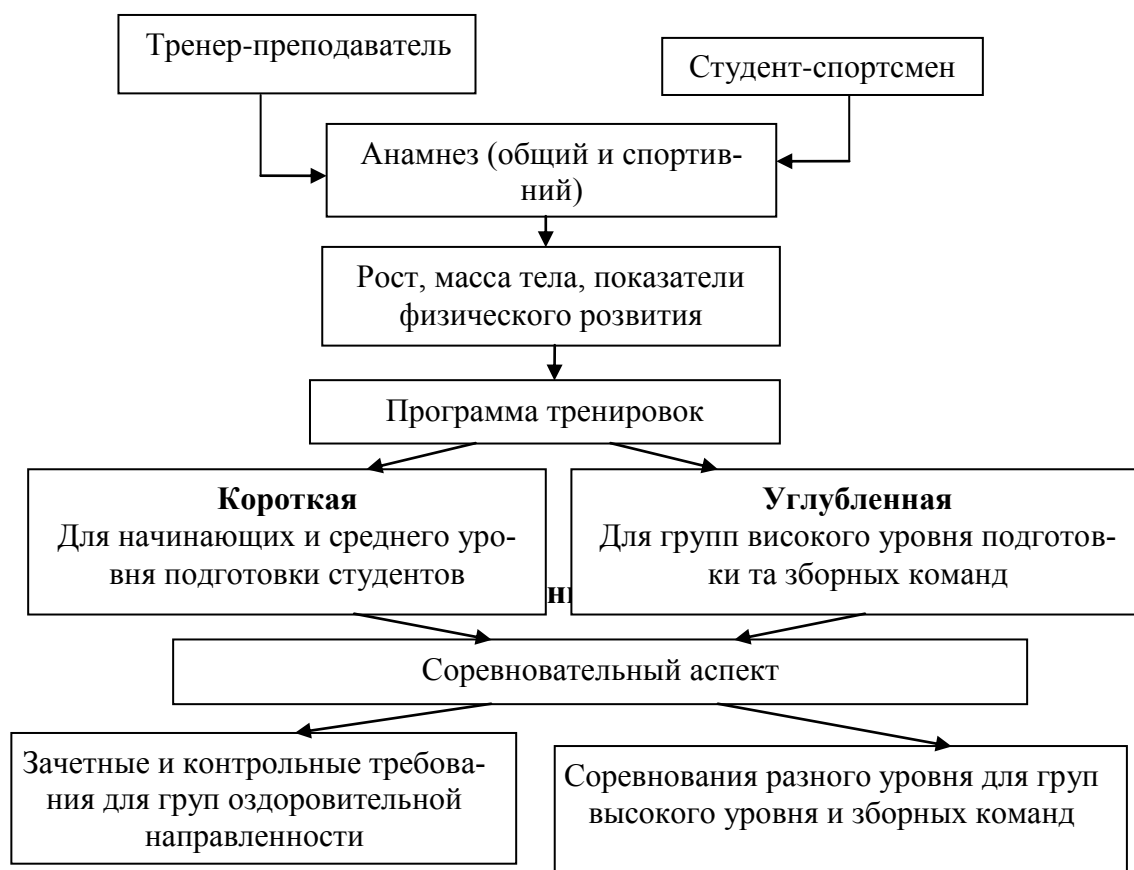 Тренер-преподаватель
Студент-спортсмен
Анамнез (общий и спортив-
ний)
Рост, масса тела, показатели
физического розвития
Программа тренировок
Короткая
Для начинающих и среднего уро-
вня подготовки студентов
Углубленная
Для групп високого уровня подготов-
ки та зборных команд
Соревновательный аспект
Зачетные и контрольные требова-
ния для груп оздоровительной
направленности
Соревнования разного уровня для груп
высокого уровня и зборных команд